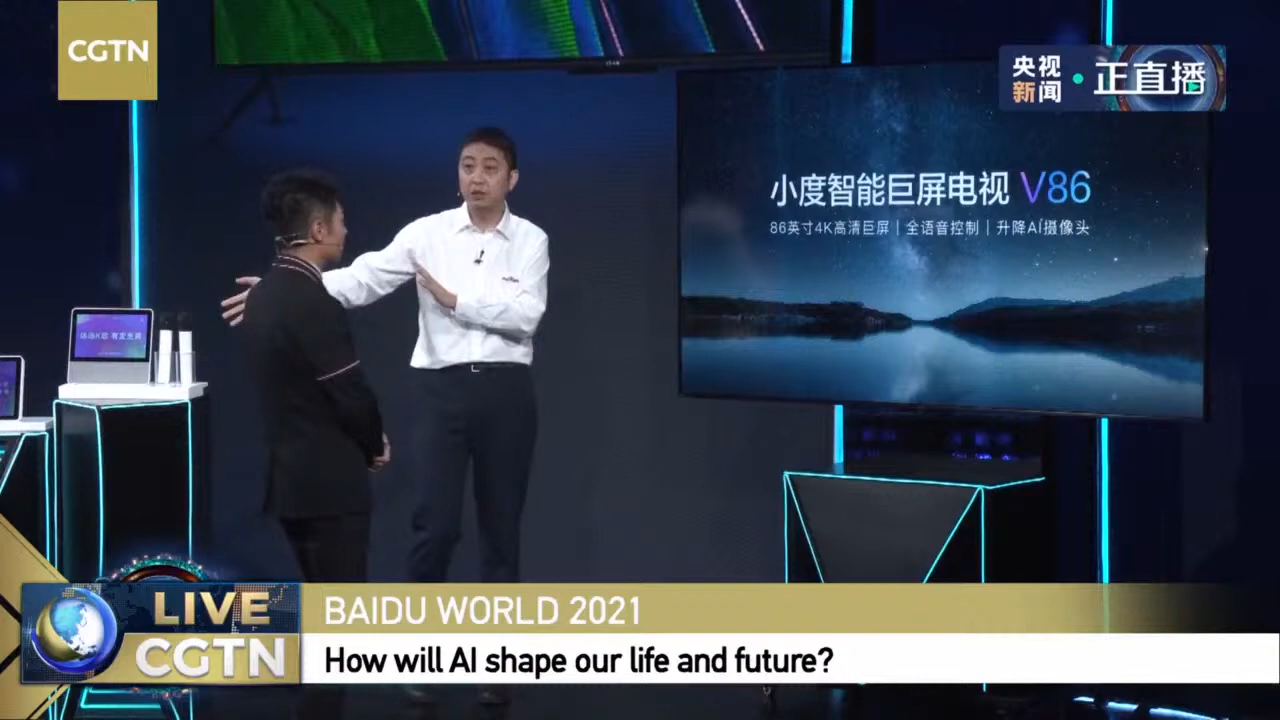 CGTN
央视新闻
正直播
小度智能巨屏电视 V86
86英寸4K高清巨屏 | 全语音控制 | 升降AI摄像头
LIVE
CGTN
BAIDU WORLD 2021
How will AI shape our life and future?